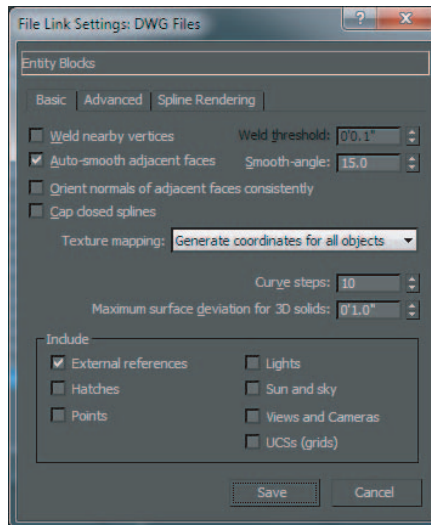 File Link Settings: DWG Files
Entity Blocks
Basic Advanced Spline Rendering
Weld nearby vertices Weld threshold: 0'0.1"
Auto-smooth adjacent faces Smooth-angle: 15.0
Orient normals of adjacent faces consistently
Cap closed splines
Texture mapping: Generate coordinates for all objects
Curve steps: 10
Maximum surface deviation for 3D solids: 0'1.0"
Include
External references Lights
Hatches Sun and sky
Points Views and Cameras
UCSs (grids)
Save Cancel